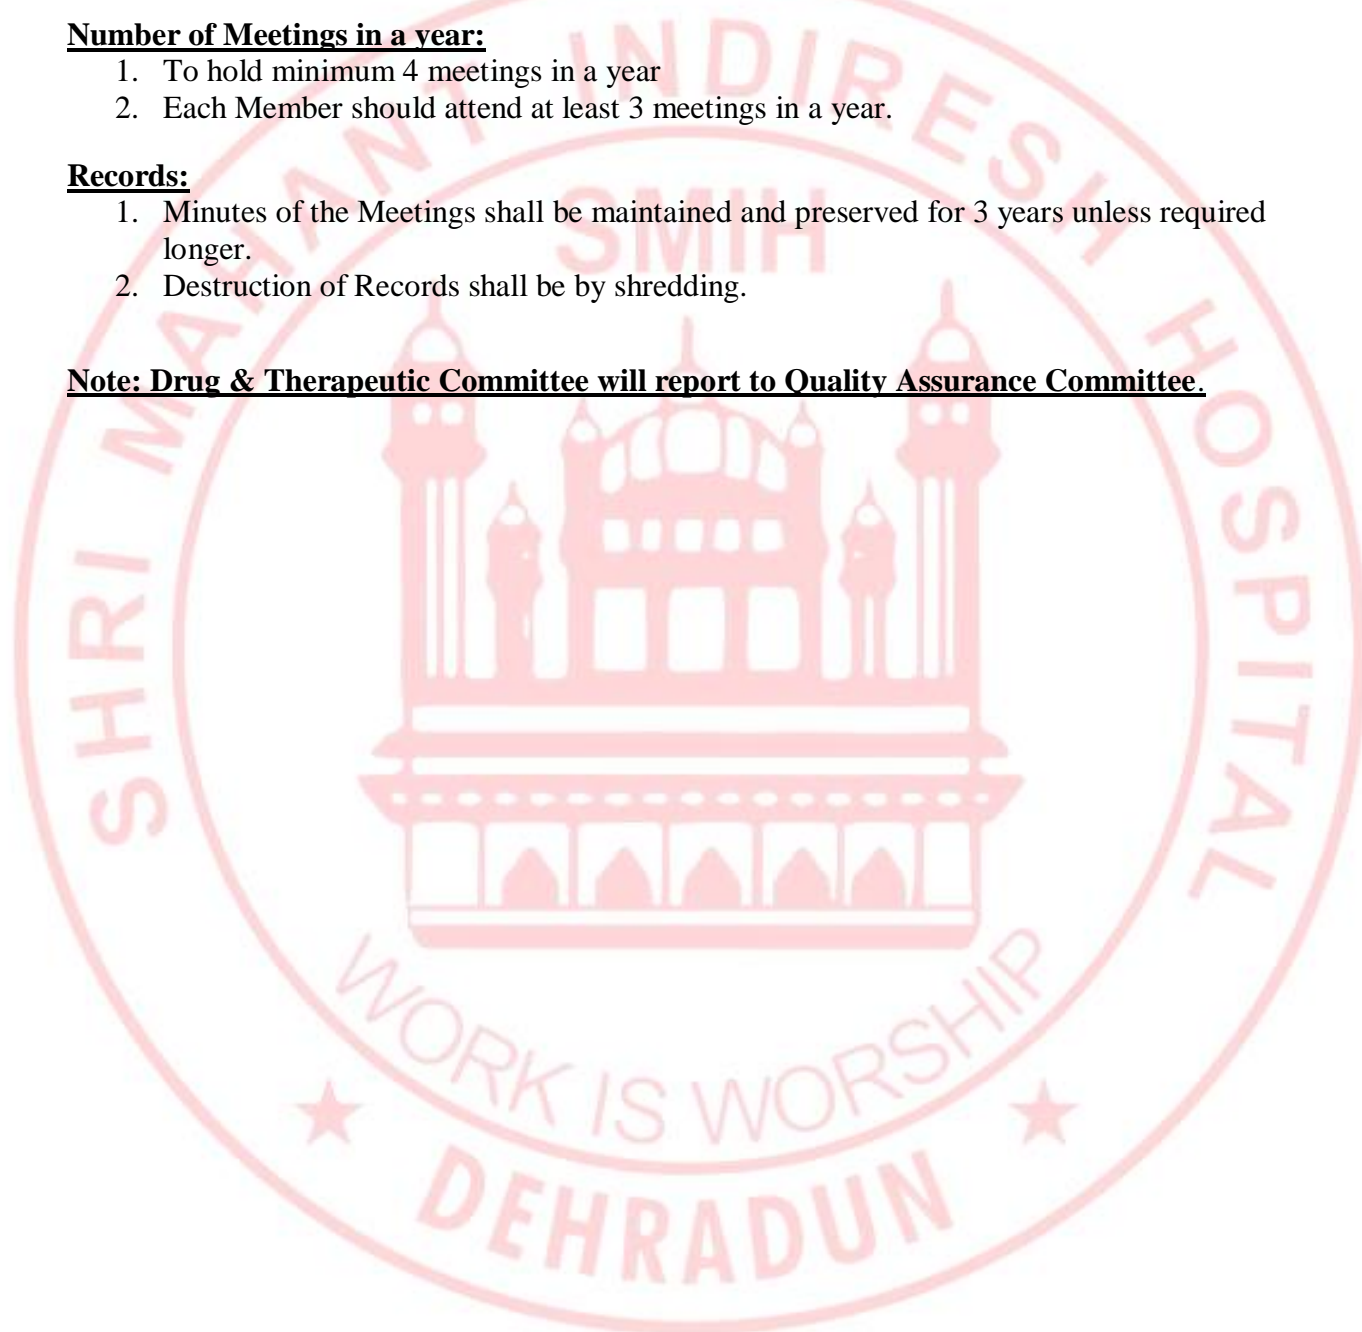 Number of Meetings in a year:
1. To hold minimum 4 meetings in a year
2. Each Member should attend at least 3 meetings in a year.
Records:
1. Minutes of the Meetings shall be maintained and preserved for 3 years unless required
longer.
2. Destruction of Records shall be by shredding.
Note: Drug & Therapeutic Committee will report to Quality Assurance Committee.
SHRI MAHANT INDIRESH HOSPITAL
SMIH
WORK IS WORSHIP
DEHRADUN